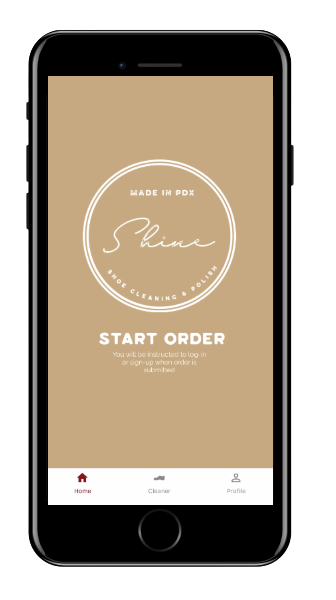 MADE IN PDX
Shine
SHOE CLEANING & POLISH
START ORDER
You will be instructed to log-in
or sign-up when order is
submitted
Home
Cleaner
Profile